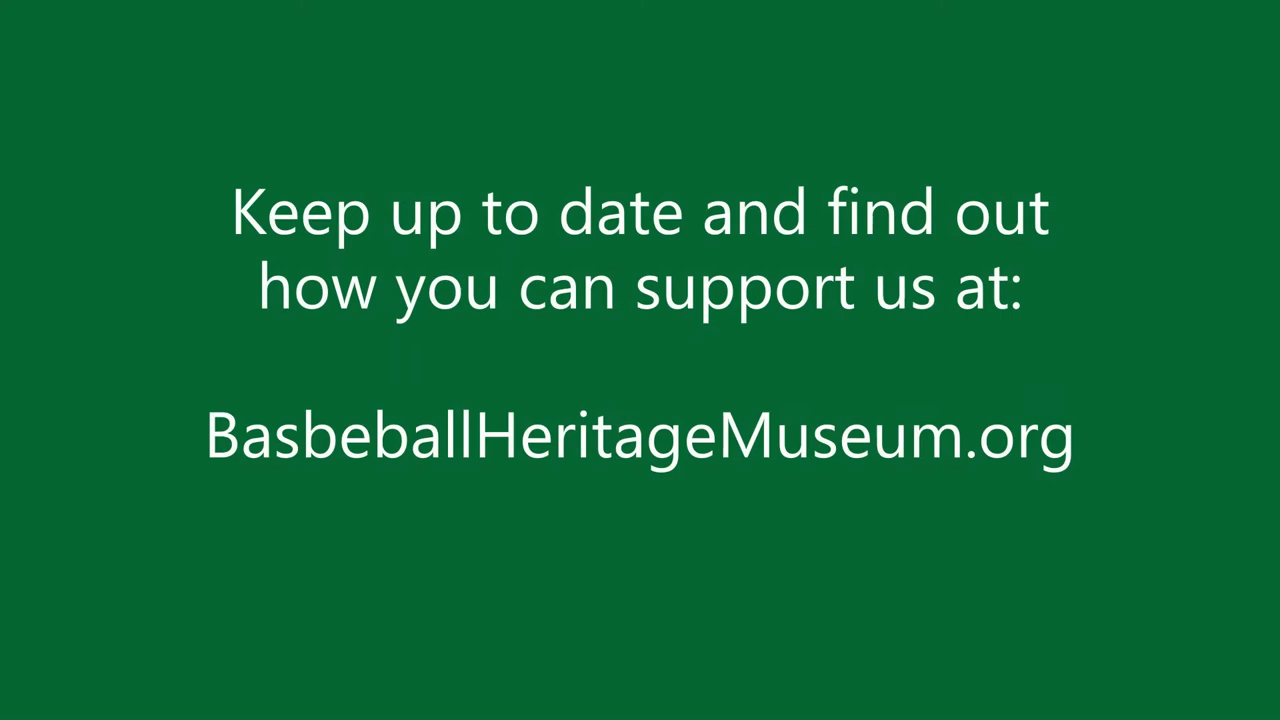 Keep up to date and find out
how you can support us at:
BasbeballHeritageMuseum.org